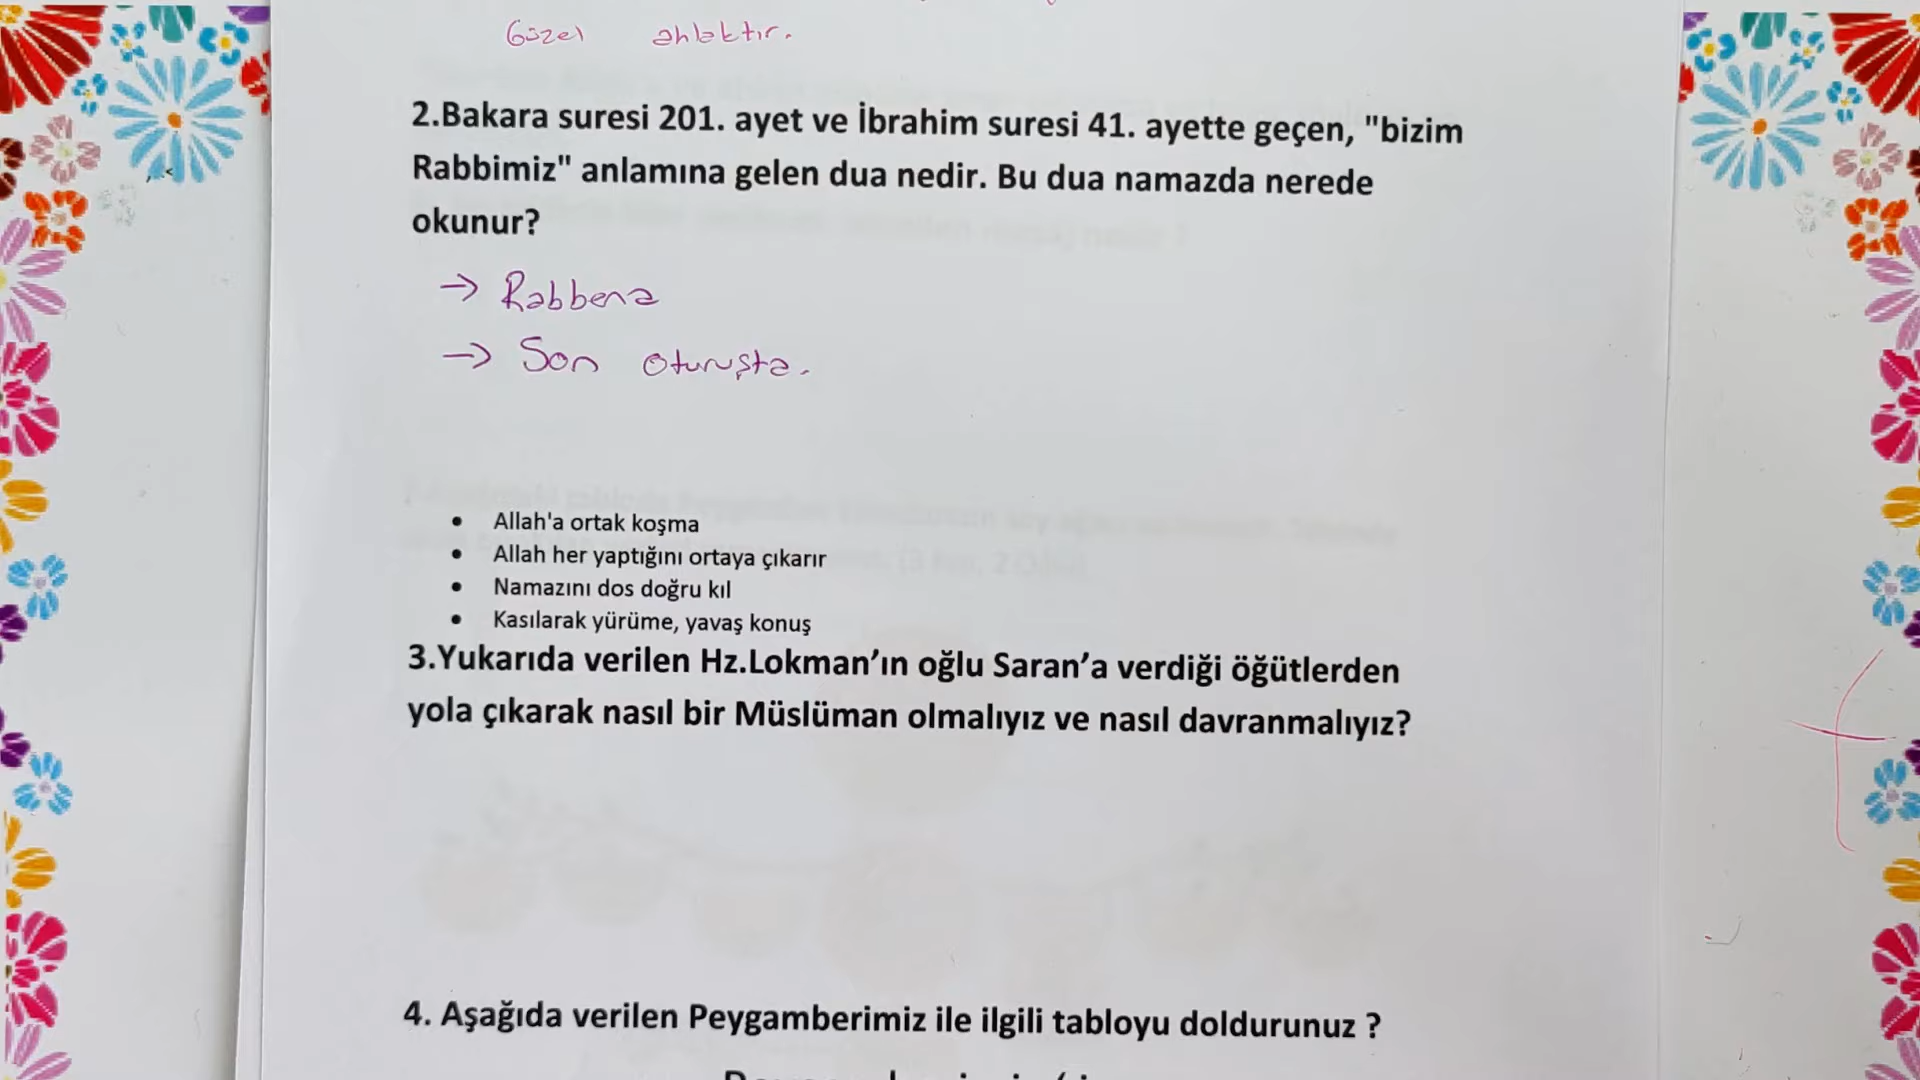 Güzel ahlaktır.
2.Bakara suresi 201. ayet ve İbrahim suresi 41. ayette geçen, "bizim
Rabbimiz" anlamına gelen dua nedir. Bu dua namazda nerede
okunur?
→ Rabbena
→ Son oturuşta.
• Allah'a ortak koşma
• Allah her yaptığını ortaya çıkarır
• Namazını dos doğru kıl
• Kasılarak yürüme, yavaş konuş
3.Yukarıda verilen Hz.Lokman’ın oğlu Saran’a verdiği öğütlerden
yola çıkarak nasıl bir Müslüman olmalıyız ve nasıl davranmalıyız?
4. Aşağıda verilen Peygamberimiz ile ilgili tabloyu doldurunuz ?